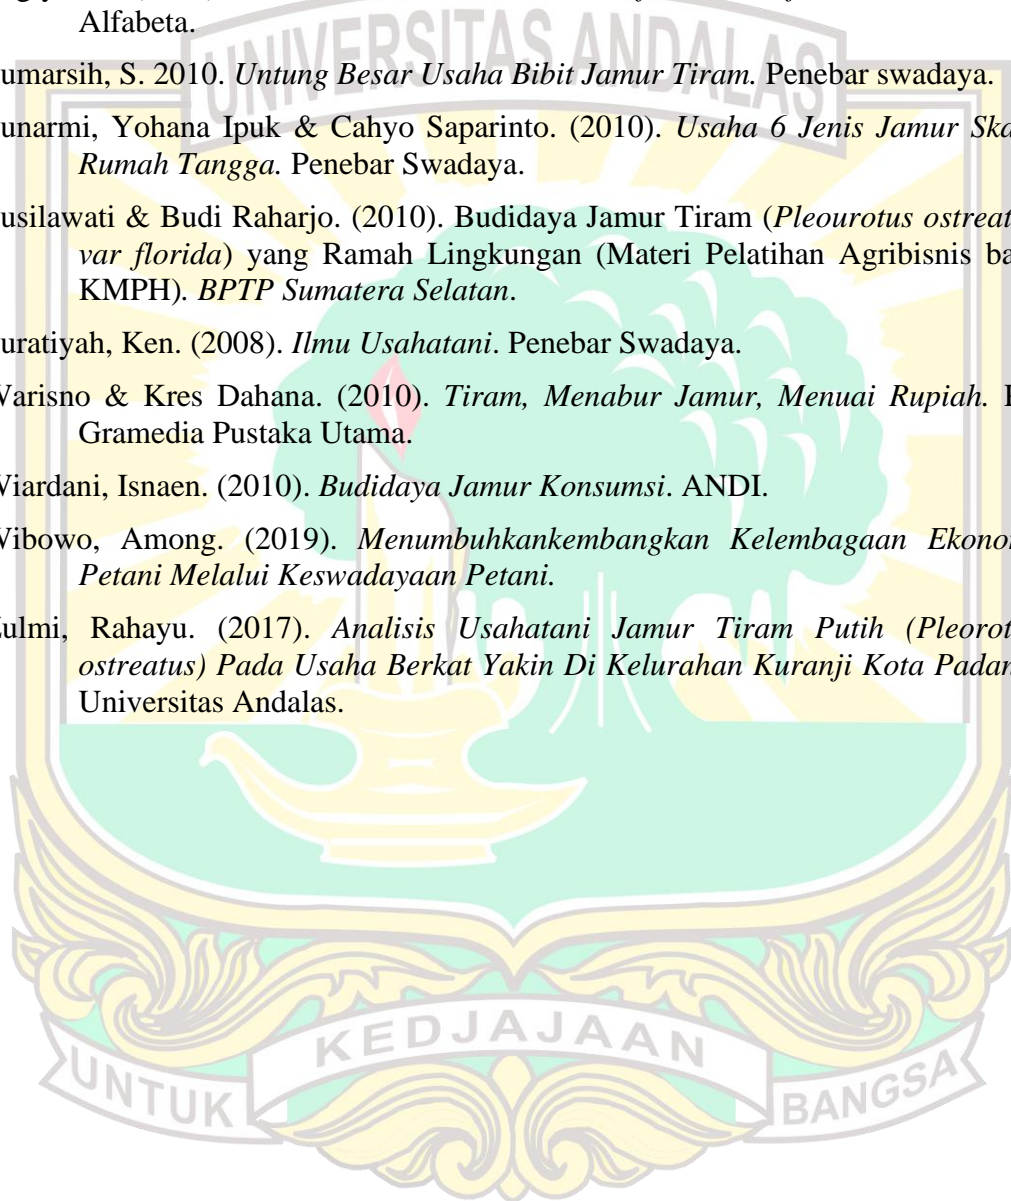 Alfabeta.
umarsih, S. 2010. Untung Besar Usaha Bibit Jamur Tiram. Penebar swadaya.
unarmi, Yohana Ipuk & Cahyo Saparinto. (2010). Usaha 6 Jenis Jamur Ska
Rumah Tangga. Penebar Swadaya.
usilawati & Budi Raharjo. (2010). Budidaya Jamur Tiram (Pleourotus ostreat
var florida) yang Ramah Lingkungan (Materi Pelatihan Agribisnis ba
KMPH). BPTP Sumatera Selatan.
uratiyah, Ken. (2008). Ilmu Usahatani. Penebar Swadaya.
Warisno & Kres Dahana. (2010). Tiram, Menabur Jamur, Menuai Rupiah.
Gramedia Pustaka Utama.
Wiardani, Isnaen. (2010). Budidaya Jamur Konsumsi. ANDI.
Wibowo, Among. (2019). Menumbuhkankembangkan Kelembagaan Ekonom
Petani Melalui Keswadayaan Petani.
ulmi, Rahayu. (2017). Analisis Usahatani Jamur Tiram Putih (Pleorot
ostreatus) Pada Usaha Berkat Yakin Di Kelurahan Kuranji Kota Padan
Universitas Andalas.
UNIVERSITAS ANDALAS
UNTUK KEDJAJAAN BANGSA